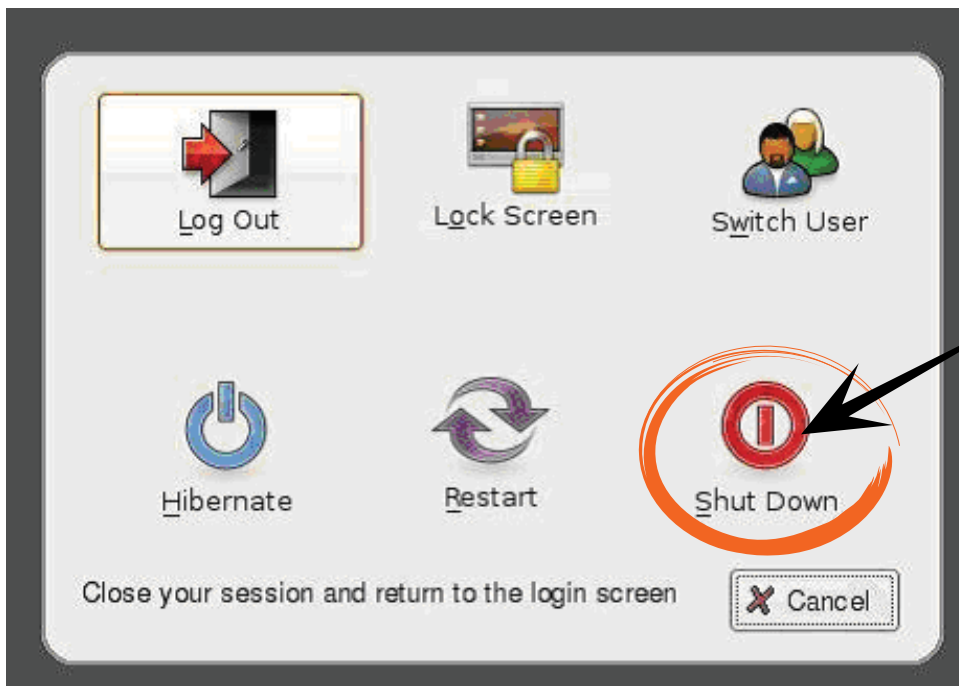 Log Out
Lock Screen
Switch User
Hibernate
Restart
Shut Down
Close your session and return to the login screen
Cancel